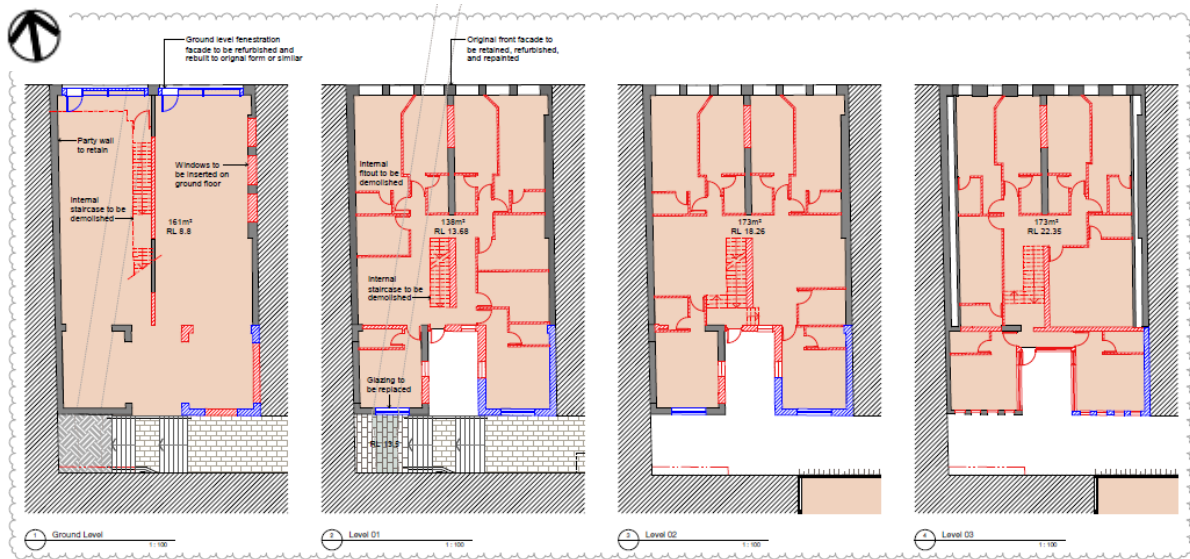 Ground level fenestration
facade to be refurbished and
rebuilt to orignal form or similar
Original front facade to
be retained, refurbished,
and repainted
Party wall
to retain
Windows to
be inserted on
ground floor
Internal
staircase to be
demolished
161m²
RL 8.8
Internal
fitout to be
demolished
138m²
RL 13.68
Internal
staircase to be
demolished
Glazing to
be replaced
173m²
RL 18.26
173m²
RL 22.35
1 Ground Level
1 : 100
2 Level 01
1 : 100
3 Level 02
1 : 100
4 Level 03
1 : 100